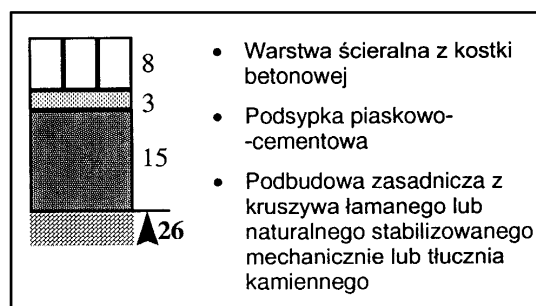 8
3
15
26
• Warstwa ścieralna z kostki
betonowej
• Podsypka piaskowo-
-cementowa
• Podbudowa zasadnicza z
kruszywa łamanego lub
naturalnego stabilizowanego
mechanicznie lub tłucznia
kamiennego